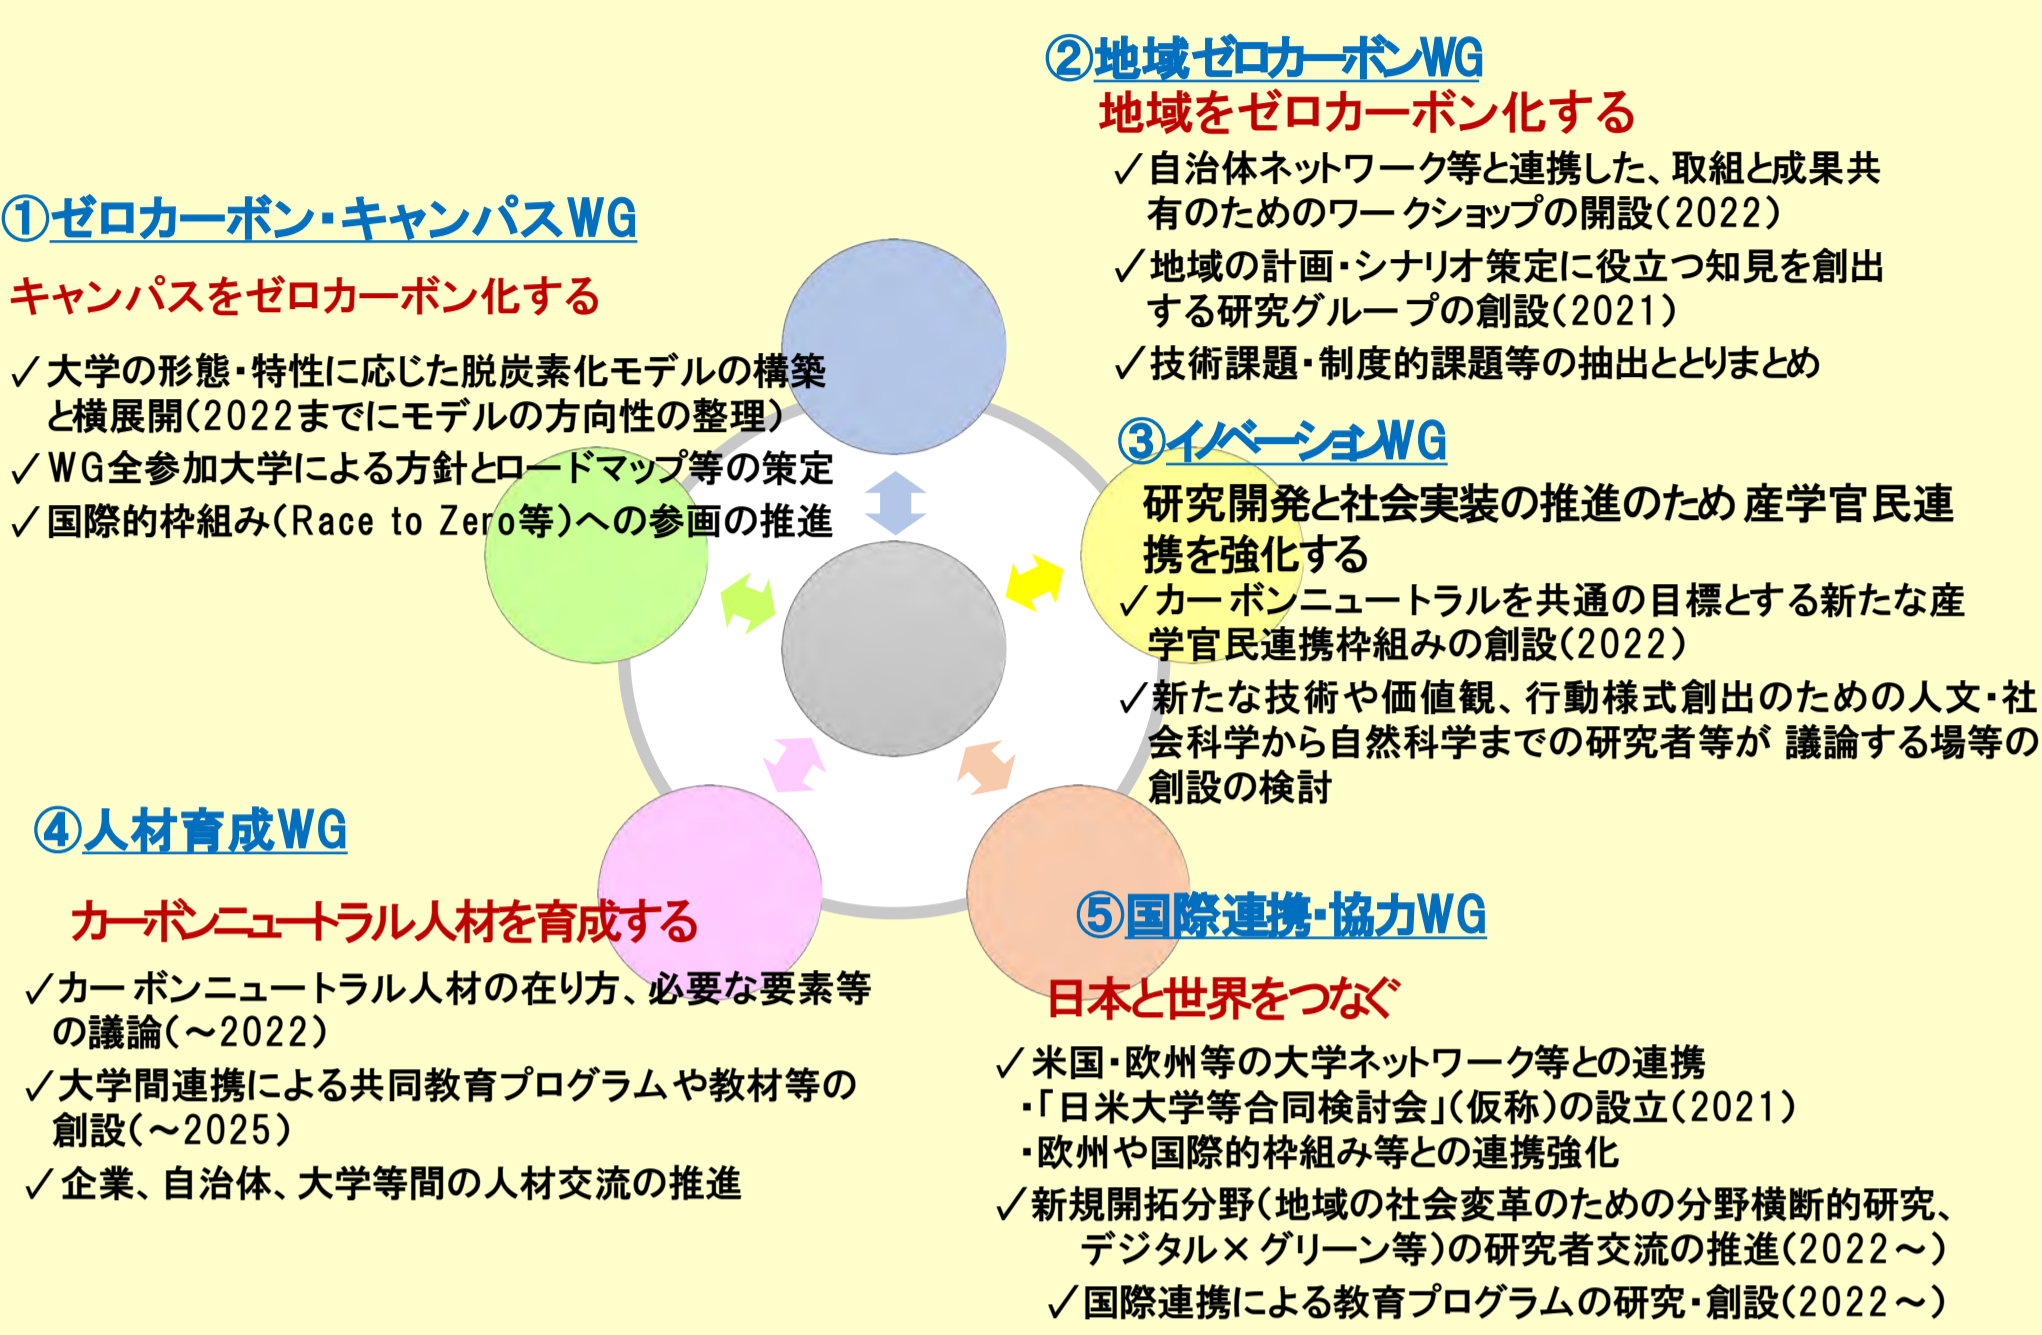 ①ゼロカーボン・キャンパスWG
キャンパスをゼロカーボン化する
✓大学の形態・特性に応じた脱炭素化モデルの構築
と横展開(2022までにモデルの方向性の整理)
✓WG全参加大学による方針とロードマップ等の策定
✓国際的枠組み(Race to Zero等)への参画の推進
②地域ゼロカーボンWG
地域をゼロカーボン化する
✓自治体ネットワーク等と連携した、取組と成果共
有のためのワークショップの開設(2022)
✓地域の計画・シナリオ策定に役立つ知見を創出
する研究グループの創設(2021)
✓技術課題・制度的課題等の抽出ととりまとめ
③イノベーションWG
研究開発と社会実装の推進のため産学官民連
携を強化する
✓カーボンニュートラルを共通の目標とする新たな産
学官民連携枠組みの創設(2022)
✓新たな技術や価値観、行動様式創出のための人文・社
会科学から自然科学までの研究者等が議論する場等の
創設の検討
④人材育成WG
カーボンニュートラル人材を育成する
✓カーボンニュートラル人材の在り方、必要な要素等
の議論(～2022)
✓大学間連携による共同教育プログラムや教材等の
創設(～2025)
✓企業、自治体、大学等間の人材交流の推進
⑤国際連携・協力WG
日本と世界をつなぐ
✓米国・欧州等の大学ネットワーク等との連携
・「日米大学等合同検討会」(仮称)の設立(2021)
・欧州や国際的枠組み等との連携強化
✓新規開拓分野(地域の社会変革のための分野横断的研究、
デジタル×グリーン等)の研究者交流の推進(2022～)
✓国際連携による教育プログラムの研究・創設(2022～)